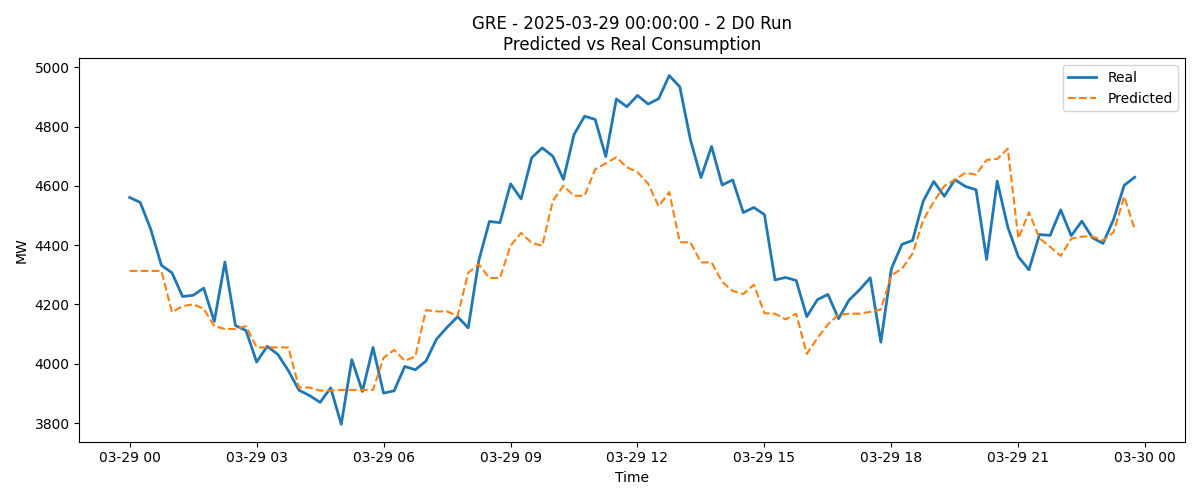 GRE - 2025-03-29 00:00:00 - 2 D0 Run
Predicted vs Real Consumption
Real
Predicted
MW
5000
4800
4600
4400
4200
4000
3800
03-29 00
03-29 03
03-29 06
03-29 09
03-29 12
03-29 15
03-29 18
03-29 21
03-30 00
Time